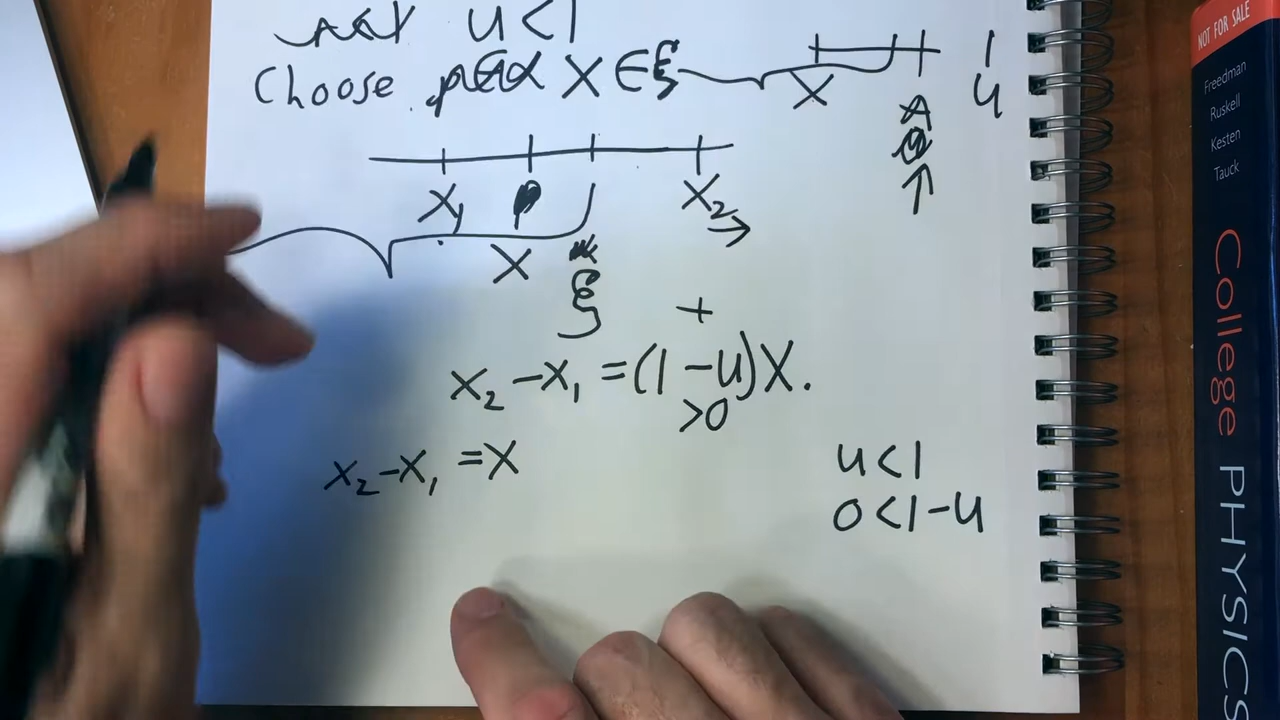 u<1
Choose X ∈ ξ
X
1
4
X₁
X₂
X
ξ
+
x₂ -x₁ =(1-u)X.
>0
x₂-x₁ =X
u<1
0<1-u
NOT FOR SALE
Freedman
Ruskell
Kesten
Tauck
College PHYSICS